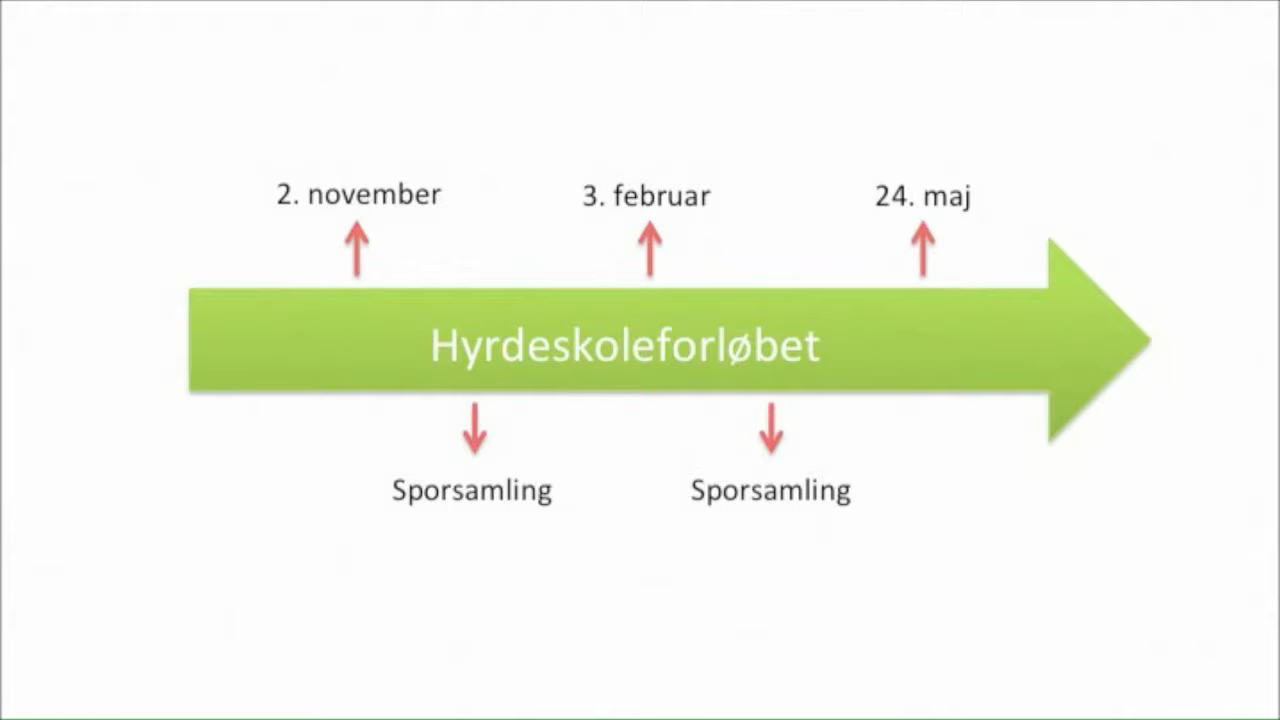 2. november
3. februar
24. maj
Hyrdeskoleforløbet
Sporsamling
Sporsamling